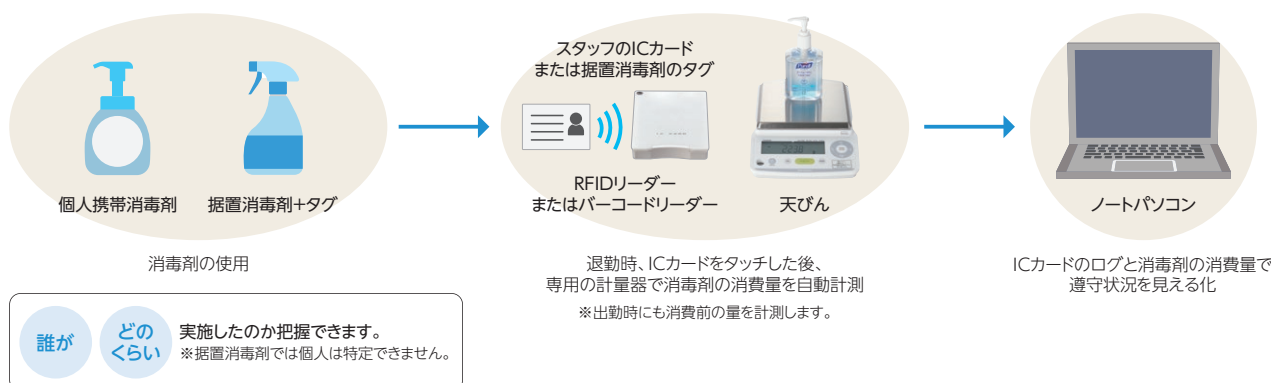 スタッフのICカード
または据置消毒剤のタグ
RFIDリーダー
またはバーコードリーダー
個人携帯消毒剤
据置消毒剤+タグ
天びん
ノートパソコン
消毒剤の使用
退勤時、ICカードをタッチした後、
専用の計量器で消毒剤の消費量を自動計測
※出勤時にも消費前の量を計測します。
ICカードのログと消毒剤の消費量で
遵守状況を見える化
誰が
どの
くらい
実施したのか把握できます。
※据置消毒剤では個人は特定できません。